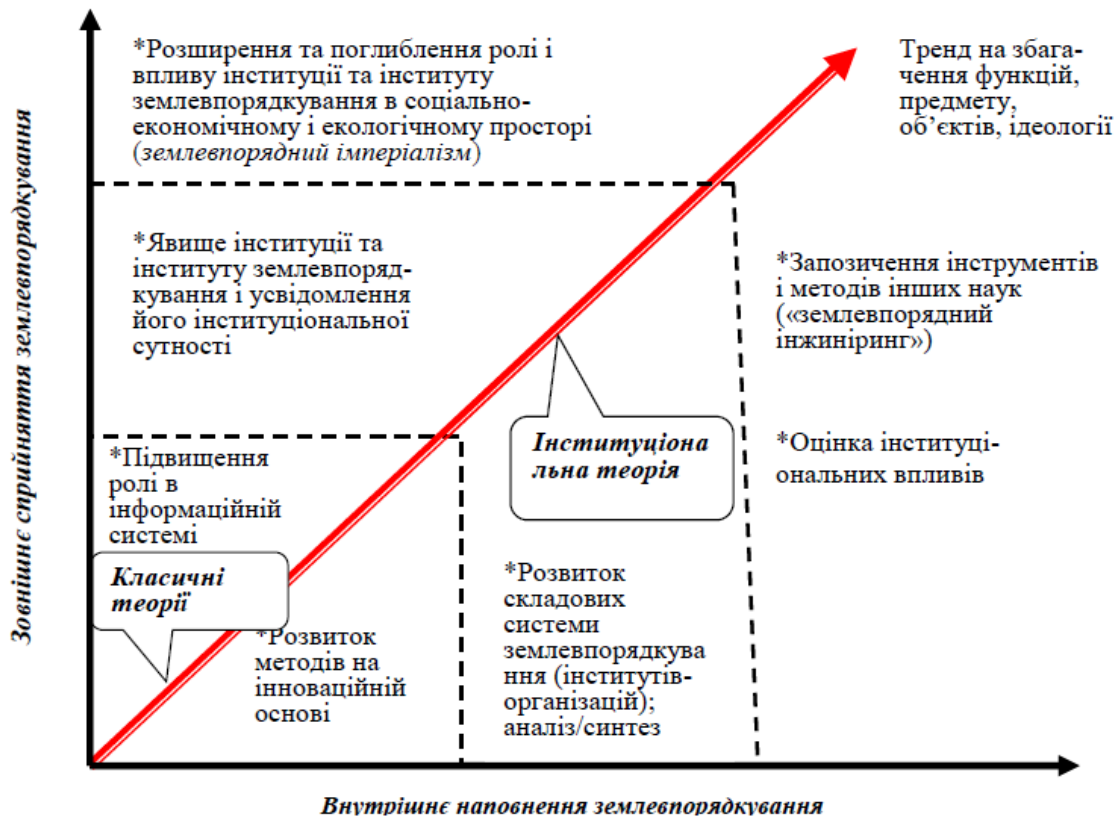 *Розширення та поглиблення ролі і
впливу інституції та інституту
землевпорядкування в соціально-
економічному і екологічному просторі
(землевпорядний імперіалізм)
Тренд на збага-
чення функцій,
предмету,
об’єктів, ідеології
Зовнішнє сприйняття землевпорядкування
*Явище інституції та
інституту землевпоряд-
кування і усвідомлення
його інституціональної
сутності
*Запозичення інструментів
і методів інших наук
(«землевпорядний
інжиніринг»)
Інституціона
льна теорія
*Оцінка інституці-
ональних впливів
*Підвищення
ролі в
інформаційній
системі
Класичні
теорії
*Розвиток
методів на
інноваційній
основі
*Розвиток
складових
системи
землевпорядкува
ння (інститутів-
організацій);
аналіз/синтез
Внутрішнє наповнення землевпорядкування